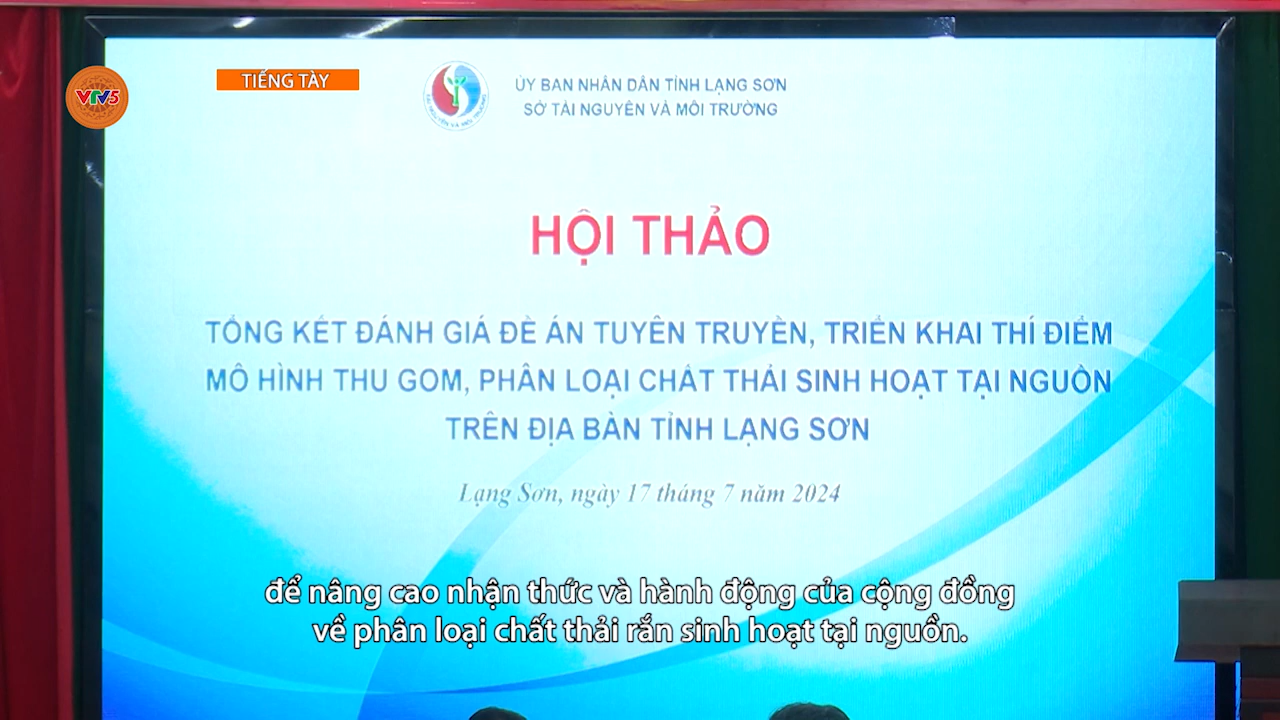 VTV5
TIẾNG TÀY
ỦY BAN NHÂN DÂN TỈNH LẠNG SƠN
SỞ TÀI NGUYÊN VÀ MÔI TRƯỜNG
HỘI THẢO
TỔNG KẾT ĐÁNH GIÁ ĐỀ ÁN TUYÊN TRUYỀN, TRIỂN KHAI THÍ ĐIỂM
MÔ HÌNH THU GOM, PHÂN LOẠI CHẤT THẢI SINH HOẠT TẠI NGUỒN
TRÊN ĐỊA BÀN TỈNH LẠNG SƠN
Lạng Sơn, ngày 17 tháng 7 năm 2024
để nâng cao nhận thức và hành động của cộng đồng
về phân loại chất thải rắn sinh hoạt tại nguồn.